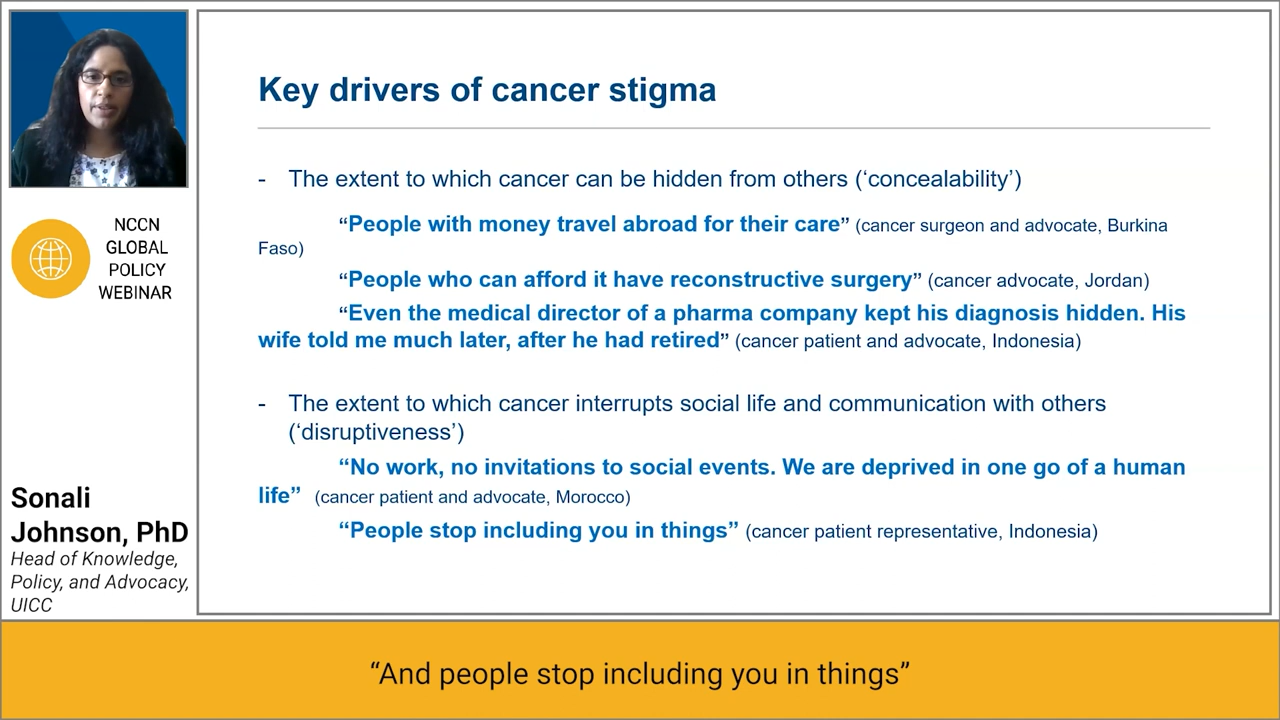 Key drivers of cancer stigma
- The extent to which cancer can be hidden from others (‘concealability’)
“People with money travel abroad for their care” (cancer surgeon and advocate, Burkina
Faso)
“People who can afford it have reconstructive surgery” (cancer advocate, Jordan)
“Even the medical director of a pharma company kept his diagnosis hidden. His
wife told me much later, after he had retired” (cancer patient and advocate, Indonesia)
- The extent to which cancer interrupts social life and communication with others
(‘disruptiveness’)
“No work, no invitations to social events. We are deprived in one go of a human
life” (cancer patient and advocate, Morocco)
“People stop including you in things” (cancer patient representative, Indonesia)
NCCN
GLOBAL
POLICY
WEBINAR
Sonali
Johnson, PhD
Head of Knowledge,
Policy, and Advocacy,
UICC
“And people stop including you in things”